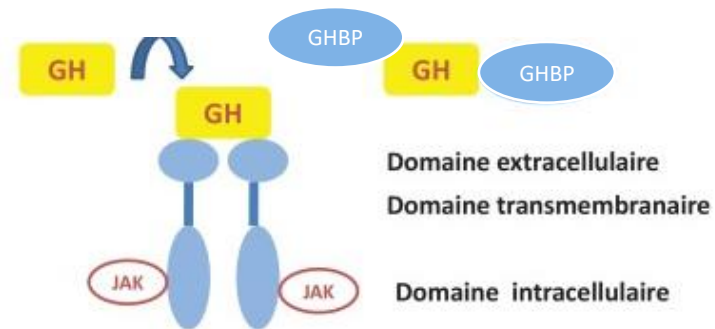 GHBP
GH
GH
GHBP
GH
Domaine extracellulaire
Domaine transmembranaire
JAK
JAK
Domaine intracellulaire